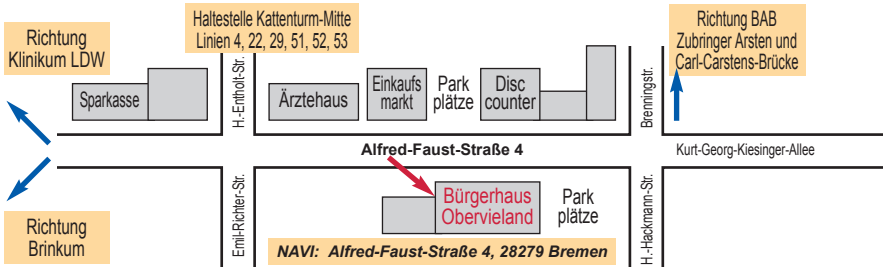 Richtung
Klinikum LDW
Haltestelle Kattenturm-Mitte
Linien 4, 22, 29, 51, 52, 53
Richtung BAB
Zubringer Arsten und
Carl-Carstens-Brücke
Sparkasse
H.-Entholt-Str.
Ärztehaus
Einkaufs
markt
Park
plätze
Disc
counter
Brenningstr.
Alfred-Faust-Straße 4
Kurt-Georg-Kiesinger-Allee
Richtung
Brinkum
Emil-Richter-Str.
Bürgerhaus
Obervieland
Park
plätze
H.-Hackmann-Str.
NAVI: Alfred-Faust-Straße 4, 28279 Bremen